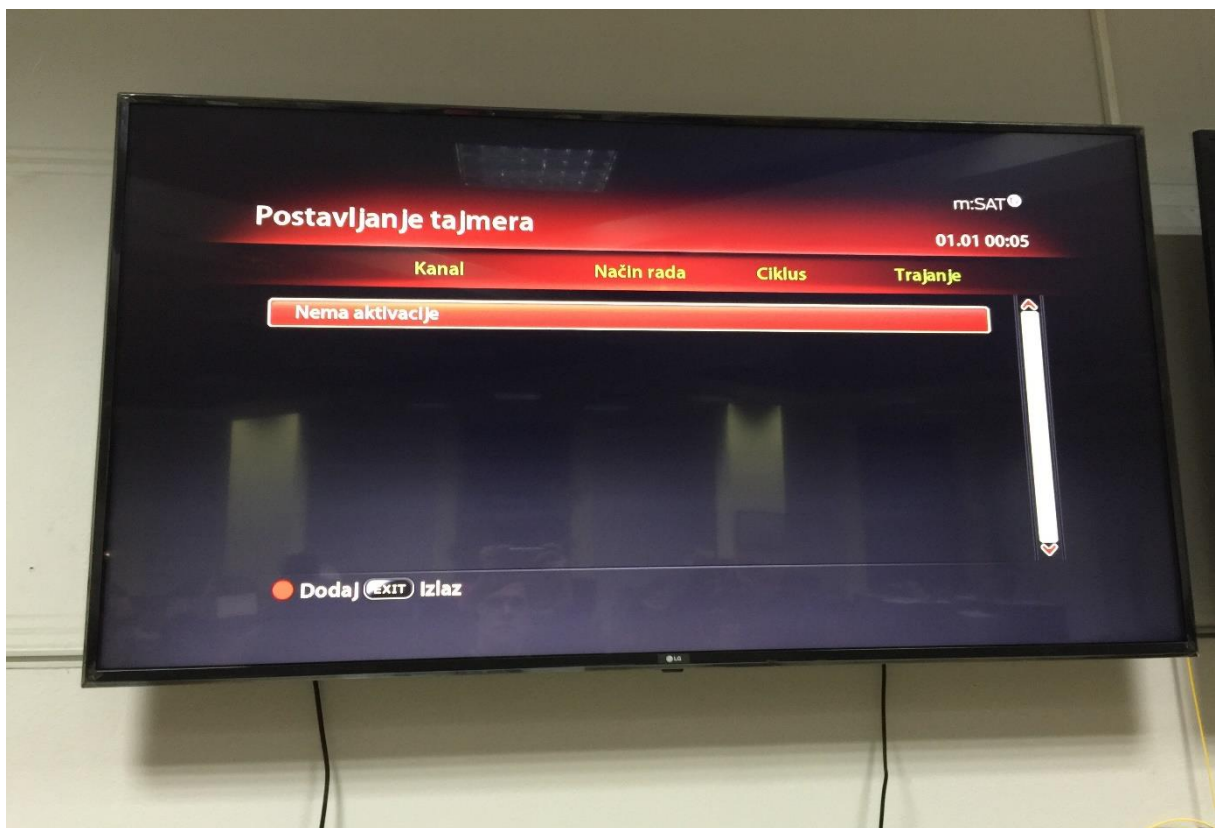 m:SAT
Postavljanje tajmera
01.01 00:05
Kanal Način rada Ciklus Trajanje
Nema aktivacije
Dodaj EXIT Izlaz
LG